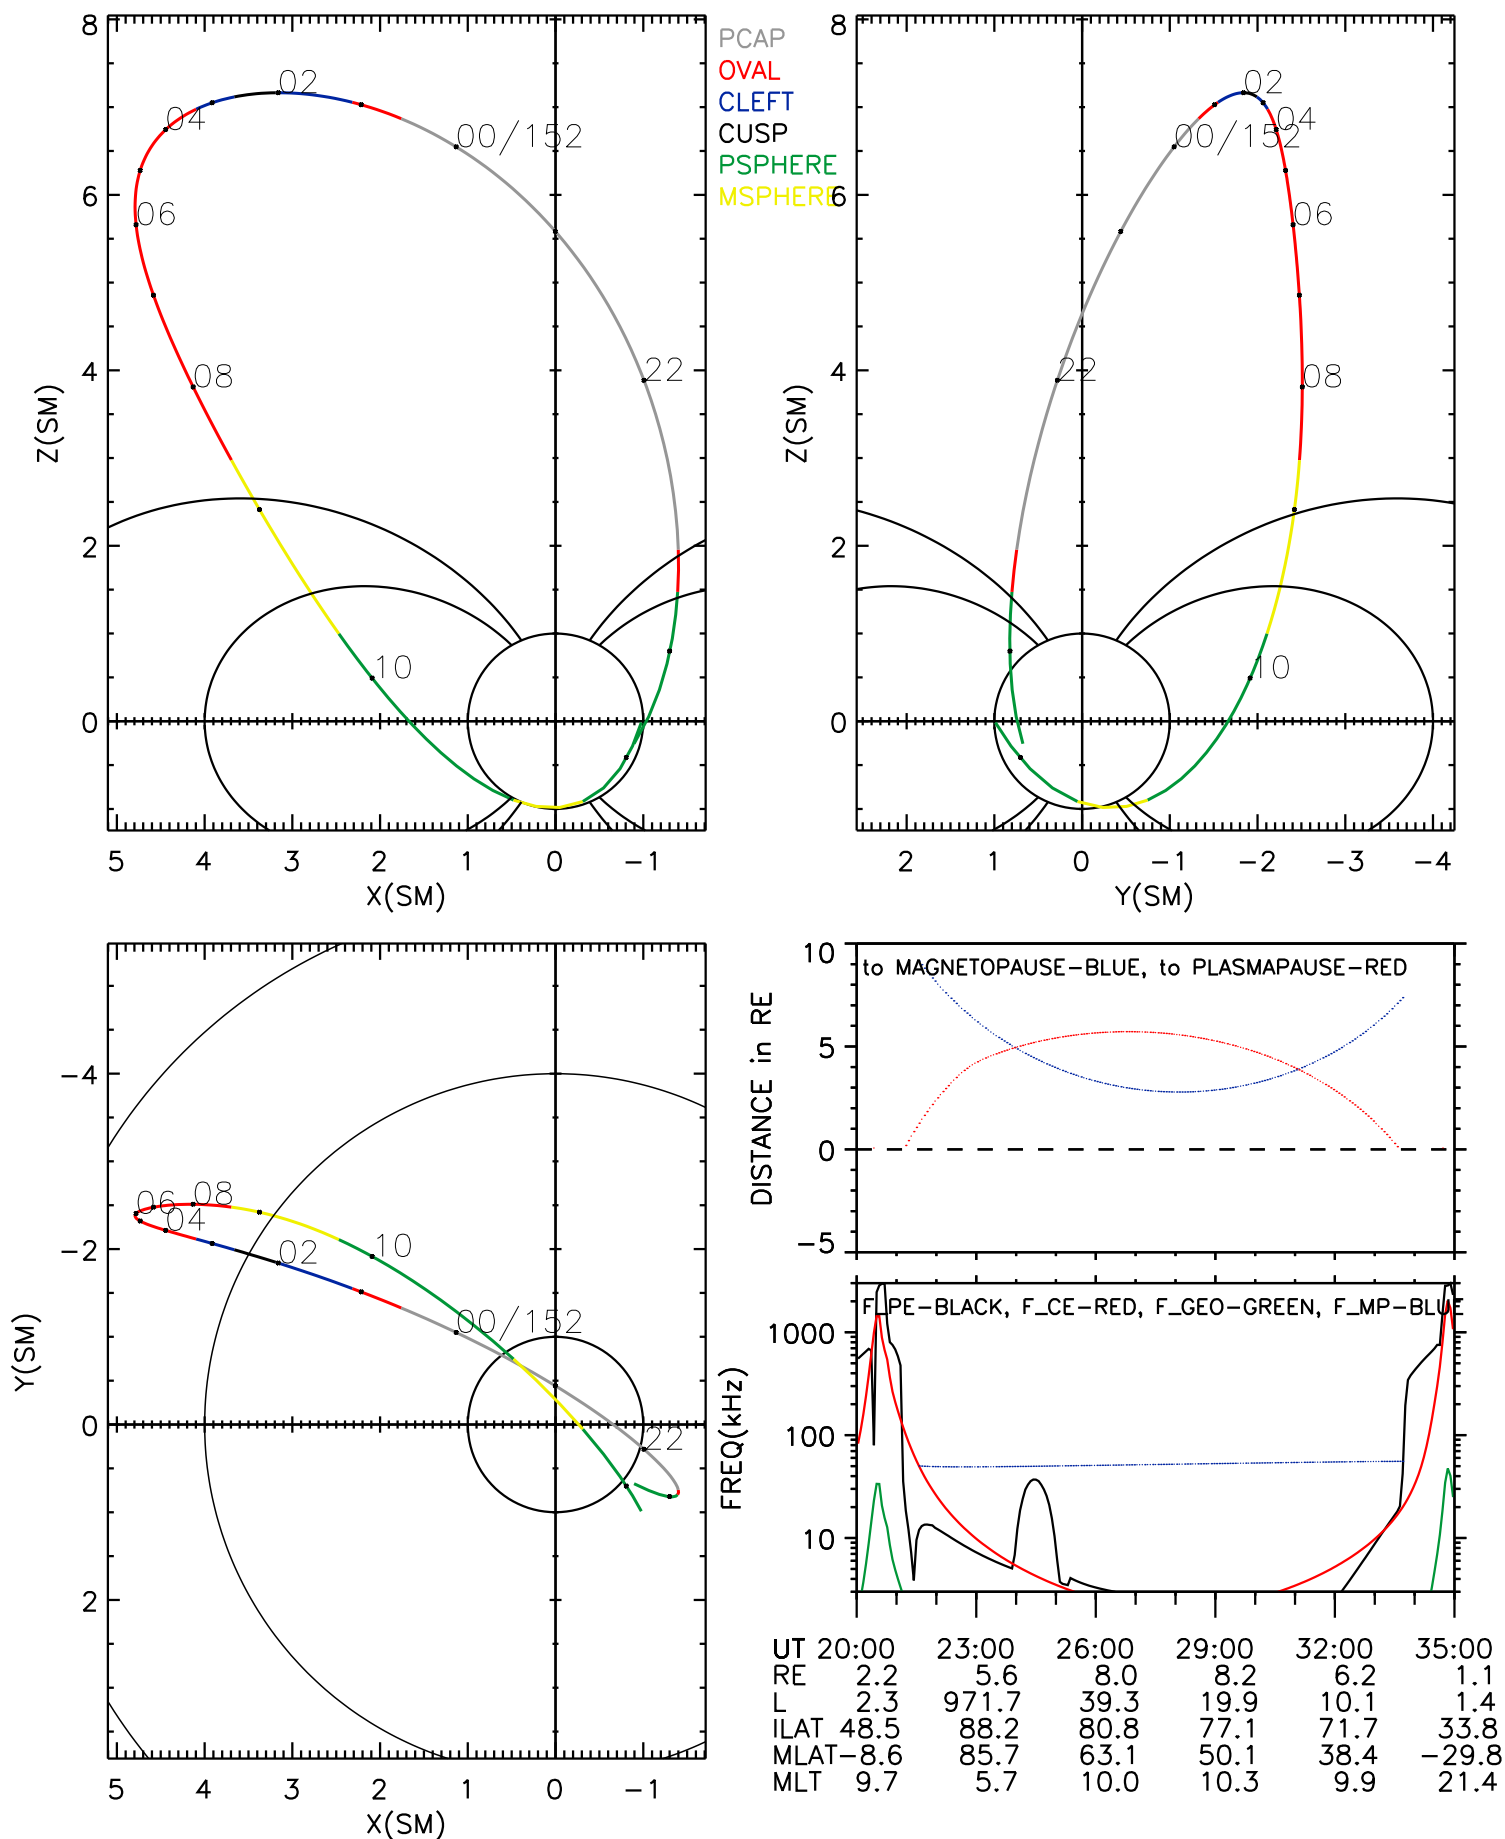 PCAP
OVAL
CLEFT
CUSP
PSPHERE
MSPHERE
8
6
4
2
0
Z(SM)
02
04
00/152
06
22
08
10
5 4 3 2 1 0 −1
X(SM)
8
6
4
2
0
Z(SM)
02
04
00/152
06
22
08
10
2 1 0 −1 −2 −3 −4
Y(SM)
−4
−2
0
2
Y(SM)
06
08
04
02
10
00/152
22
5 4 3 2 1 0 −1
X(SM)
10
5
0
−5
DISTANCE in RE
to MAGNETOPAUSE−BLUE, to PLASMAPAUSE−RED
1000
100
10
FREQ(kHz)
F_PE−BLACK, F_CE−RED, F_GEO−GREEN, F_MP−BLU
UT 20:00 23:00 26:00 29:00 32:00 35:00
RE 2.2 5.6 8.0 8.2 6.2 1.1
L 2.3 971.7 39.3 19.9 10.1 1.4
ILAT 48.5 88.2 80.8 77.1 71.7 33.8
MLAT−8.6 85.7 63.1 50.1 38.4 −29.8
MLT 9.7 5.7 10.0 10.3 9.9 21.4